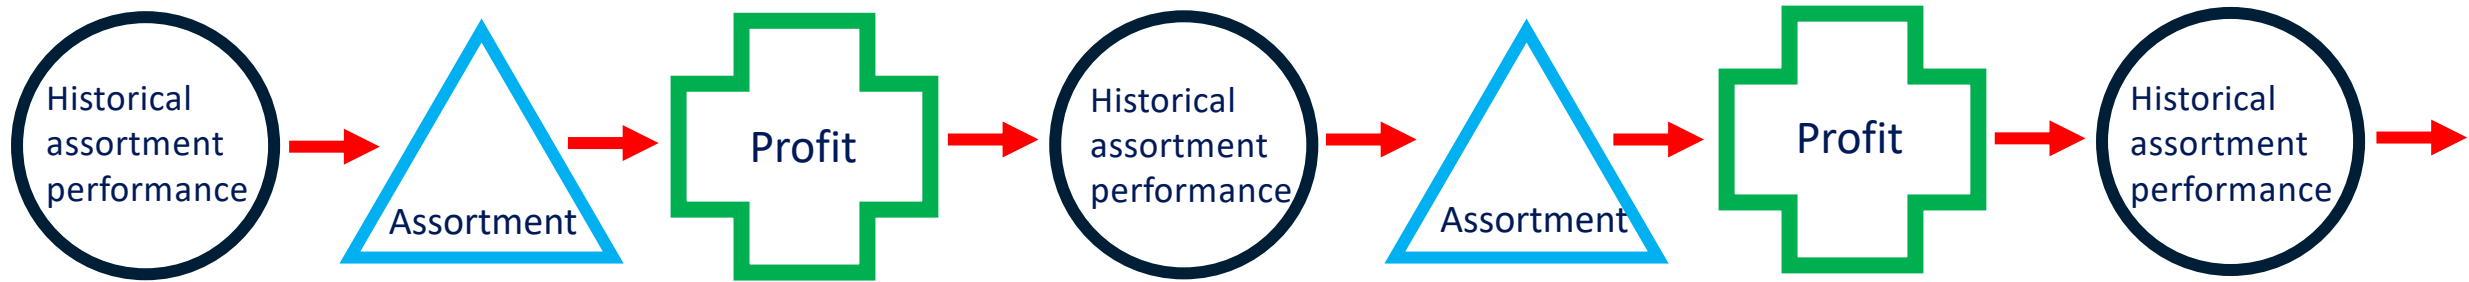 Historical
assortment
performance
Assortment
Profit
Historical
assortment
performance
Assortment
Profit
Historical
assortment
performance